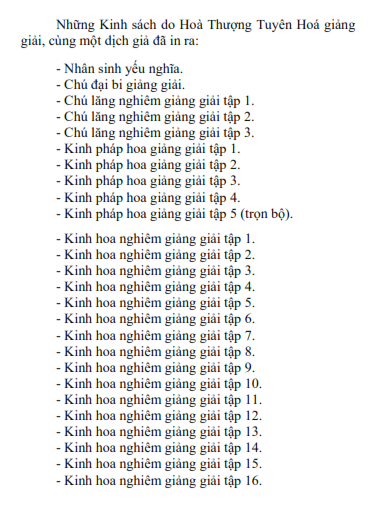 Những Kinh sách do Hoà Thượng Tuyên Hoá giảng
giải, cùng một dịch giả đã in ra:
- Nhân sinh yếu nghĩa.
- Chú đại bi giảng giải.
- Chú lăng nghiêm giảng giải tập 1.
- Chú lăng nghiêm giảng giải tập 2.
- Chú lăng nghiêm giảng giải tập 3.
- Kinh pháp hoa giảng giải tập 1.
- Kinh pháp hoa giảng giải tập 2.
- Kinh pháp hoa giảng giải tập 3.
- Kinh pháp hoa giảng giải tập 4.
- Kinh pháp hoa giảng giải tập 5 (trọn bộ).
- Kinh hoa nghiêm giảng giải tập 1.
- Kinh hoa nghiêm giảng giải tập 2.
- Kinh hoa nghiêm giảng giải tập 3.
- Kinh hoa nghiêm giảng giải tập 4.
- Kinh hoa nghiêm giảng giải tập 5.
- Kinh hoa nghiêm giảng giải tập 6.
- Kinh hoa nghiêm giảng giải tập 7.
- Kinh hoa nghiêm giảng giải tập 8.
- Kinh hoa nghiêm giảng giải tập 9.
- Kinh hoa nghiêm giảng giải tập 10.
- Kinh hoa nghiêm giảng giải tập 11.
- Kinh hoa nghiêm giảng giải tập 12.
- Kinh hoa nghiêm giảng giải tập 13.
- Kinh hoa nghiêm giảng giải tập 14.
- Kinh hoa nghiêm giảng giải tập 15.
- Kinh hoa nghiêm giảng giải tập 16.